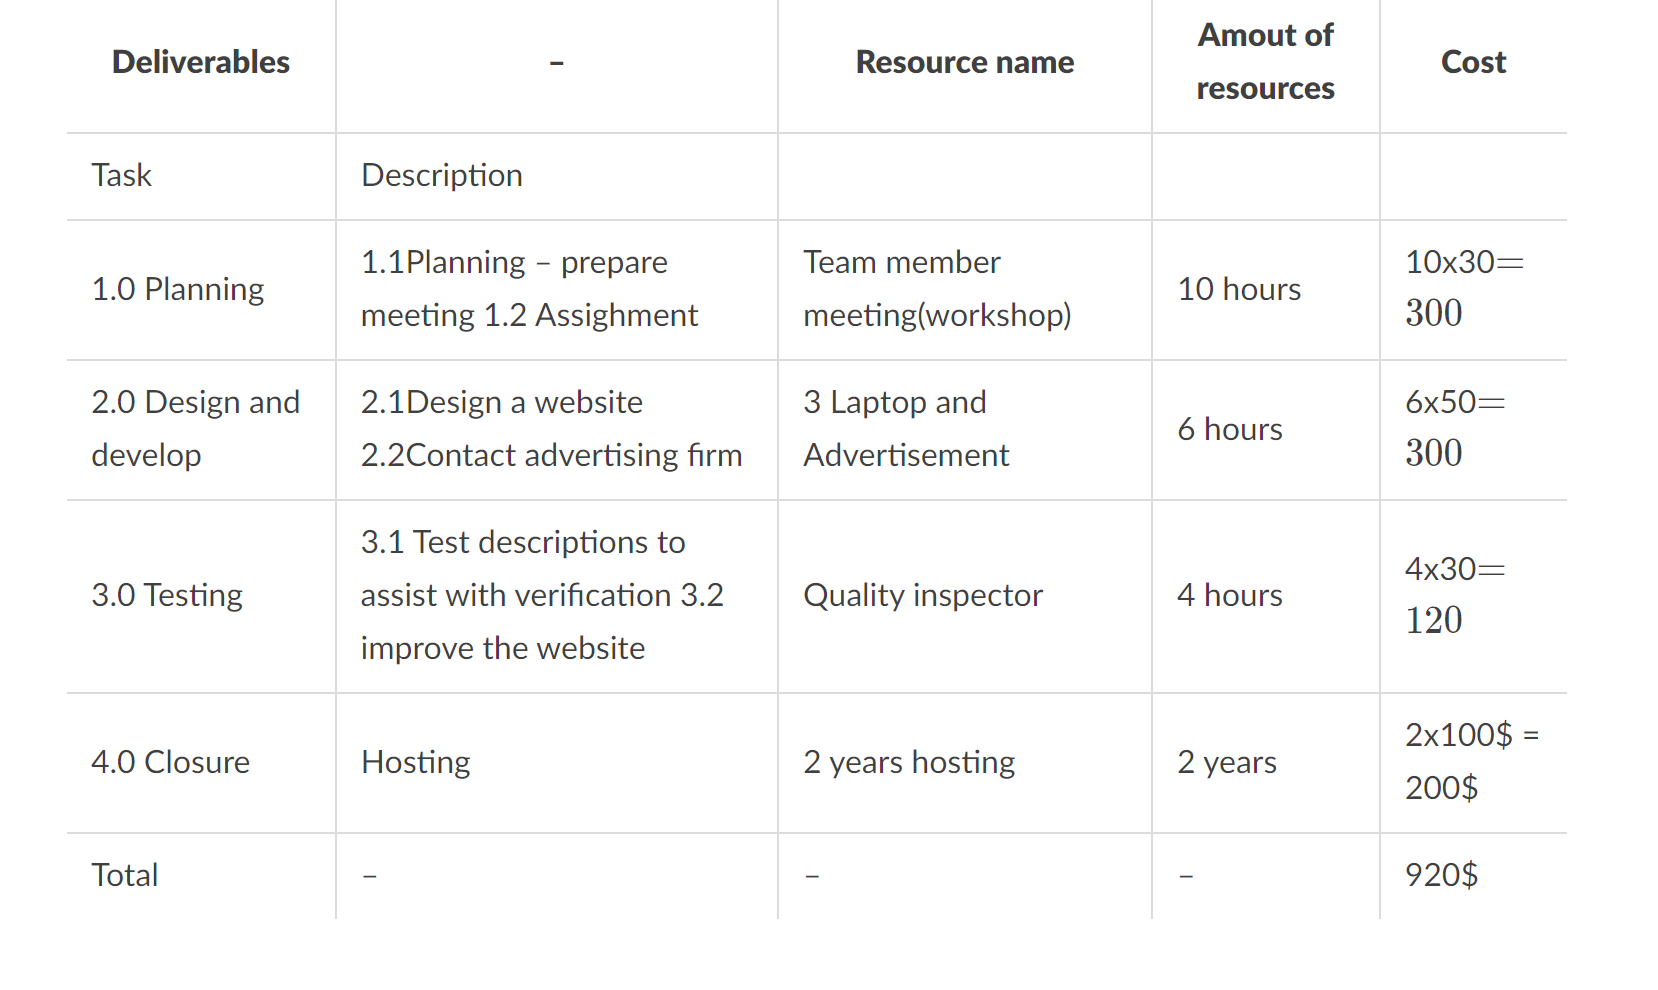 Deliverables
–
Resource name
Amout of
resources
Cost
Task
Description
1.0 Planning
1.1Planning – prepare
meeting 1.2 Assighment
Team member
meeting(workshop)
10 hours
10x30=
300
2.0 Design and
develop
2.1Design a website
2.2Contact advertising firm
3 Laptop and
Advertisement
6 hours
6x50=
300
3.0 Testing
3.1 Test descriptions to
assist with verification 3.2
improve the website
Quality inspector
4 hours
4x30=
120
4.0 Closure
Hosting
2 years hosting
2 years
2x100$ =
200$
Total
–
–
–
920$